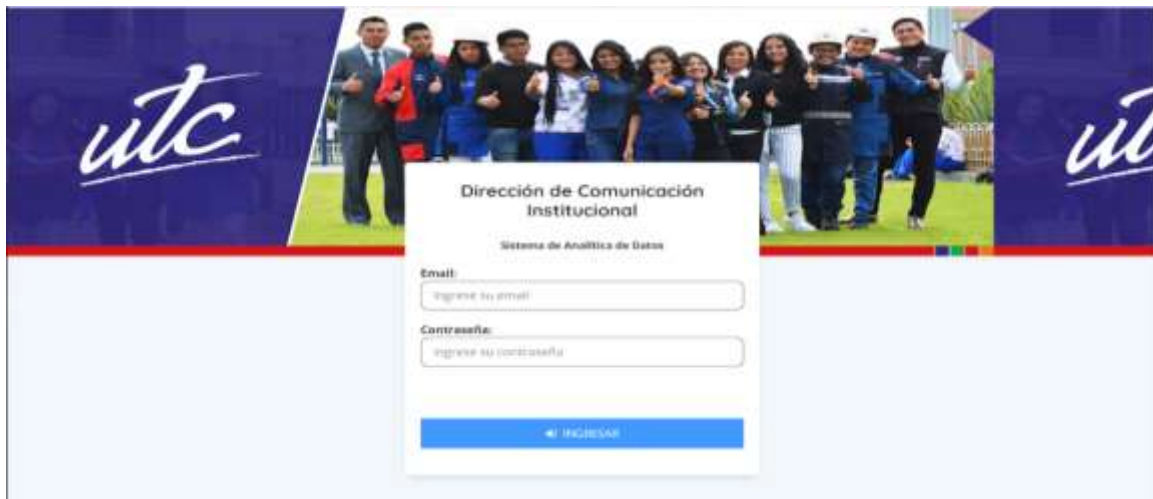 utc
ut
Dirección de Comunicación
Institucional
Sistema de Analítica de Datos
Email:
Ingrese su email
Contraseña:
Ingrese su contraseña
INGRESAR